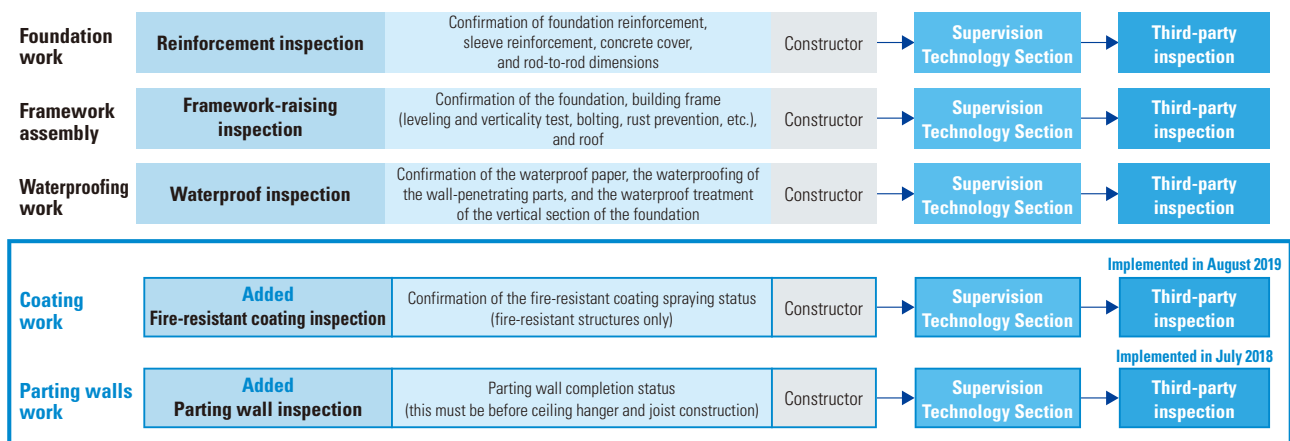 Foundation
work
Reinforcement inspection
Confirmation of foundation reinforcement,
sleeve reinforcement, concrete cover,
and rod-to-rod dimensions
Constructor
Supervision
Technology Section
Third-party
inspection
Framework
assembly
Framework-raising
inspection
Confirmation of the foundation, building frame
(leveling and verticality test, bolting, rust prevention, etc.),
and roof
Constructor
Supervision
Technology Section
Third-party
inspection
Waterproofing
work
Waterproof inspection
Confirmation of the waterproof paper, the waterproofing of
the wall-penetrating parts, and the waterproof treatment
of the vertical section of the foundation
Constructor
Supervision
Technology Section
Third-party
inspection
Implemented in August 2019
Coating
work
Added
Fire-resistant coating inspection
Confirmation of the fire-resistant coating spraying status
(fire-resistant structures only)
Constructor
Supervision
Technology Section
Third-party
inspection
Implemented in July 2018
Parting walls
work
Added
Parting wall inspection
Parting wall completion status
(this must be before ceiling hanger and joist construction)
Constructor
Supervision
Technology Section
Third-party
inspection